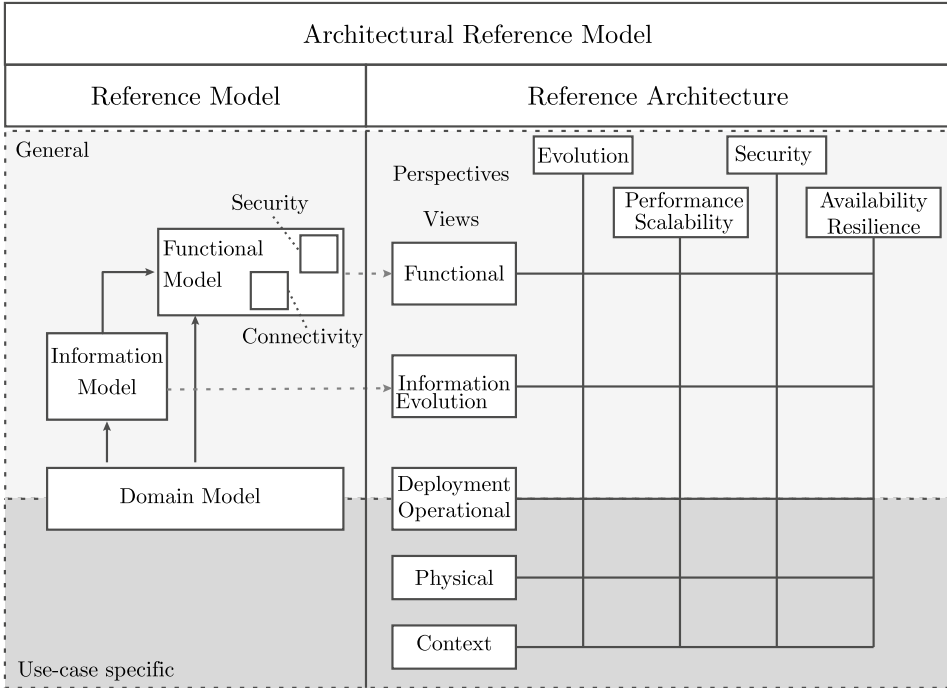 Architectural Reference Model
Reference Model
Reference Architecture
General
Security
Functional
Model
Connectivity
Information
Model
Domain Model
Use-case specific
Perspectives
Views
Evolution
Security
Performance
Scalability
Availability
Resilience
Functional
Information
Evolution
Deployment
Operational
Physical
Context